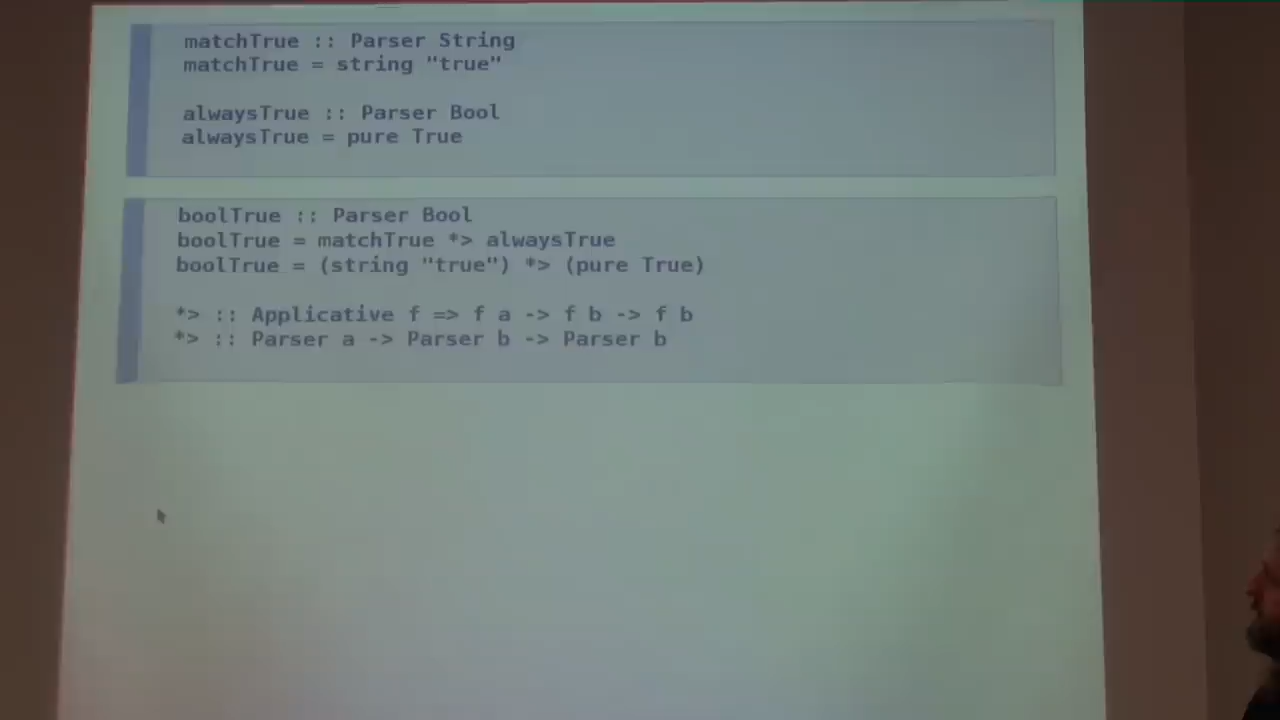 matchTrue :: Parser String
matchTrue = string "true"
alwaysTrue :: Parser Bool
alwaysTrue = pure True
boolTrue :: Parser Bool
boolTrue = matchTrue *> alwaysTrue
boolTrue = (string "true") *> (pure True)
*> :: Applicative f => f a -> f b -> f b
*> :: Parser a -> Parser b -> Parser b